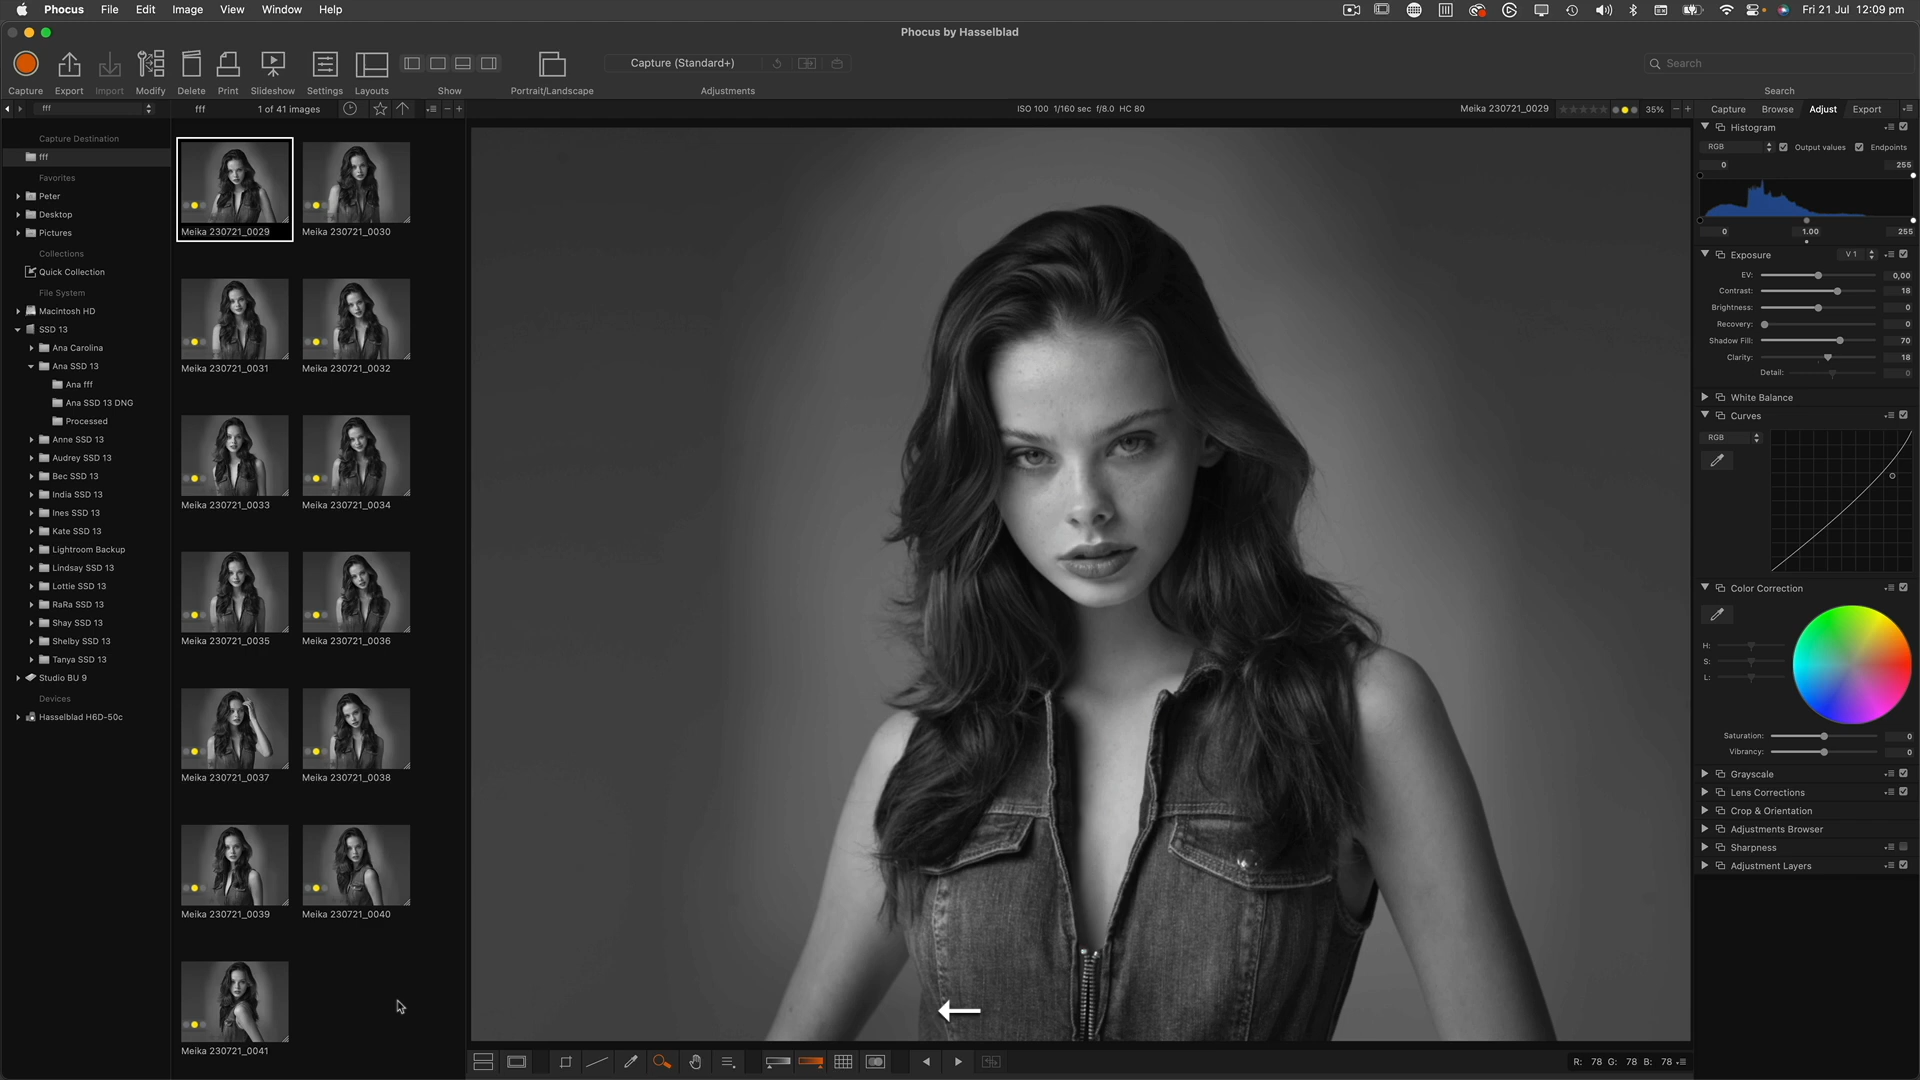 Phocus File Edit Image View Window Help
Fri 21 Jul 12:09 pm
Phocus by Hasselblad
Capture (Standard+)
Search
Capture Export Import Modify Delete Print Slideshow Settings Layouts Show Portrait/Landscape Adjustments Search
fff
fff 1 of 41 images
ISO 100 1/160 sec f/8.0 HC 80
Meika 230721_0029
35%
Capture Browse Adjust Export
Capture Destination
fff
Favorites
Peter
Desktop
Pictures
Collections
Quick Collection
File System
Macintosh HD
SSD 13
Ana Carolina
Ana SSD 13
Ana fff
Ana SSD 13 DNG
Processed
Anne SSD 13
Audrey SSD 13
Bec SSD 13
India SSD 13
Ines SSD 13
Kate SSD 13
Lightroom Backup
Lindsay SSD 13
Lottie SSD 13
RaRa SSD 13
Shay SSD 13
Shelby SSD 13
Tanya SSD 13
Studio BU 9
Devices
Hasselblad H6D-50c
Meika 230721_0029 Meika 230721_0030
Meika 230721_0031 Meika 230721_0032
Meika 230721_0033 Meika 230721_0034
Meika 230721_0035 Meika 230721_0036
Meika 230721_0037 Meika 230721_0038
Meika 230721_0039 Meika 230721_0040
Meika 230721_0041
Histogram
RGB Output values Endpoints
0 255
0 1.00 255
Exposure V 1
EV: 0,00
Contrast: 18
Brightness: 0
Recovery: 0
Shadow Fill: 70
Clarity: 18
Detail: 0
White Balance
Curves
RGB
Color Correction
H:
S:
L:
Saturation: 0
Vibrancy: 0
Grayscale
Lens Corrections
Crop & Orientation
Adjustments Browser
Sharpness
Adjustment Layers
R: 78 G: 78 B: 78